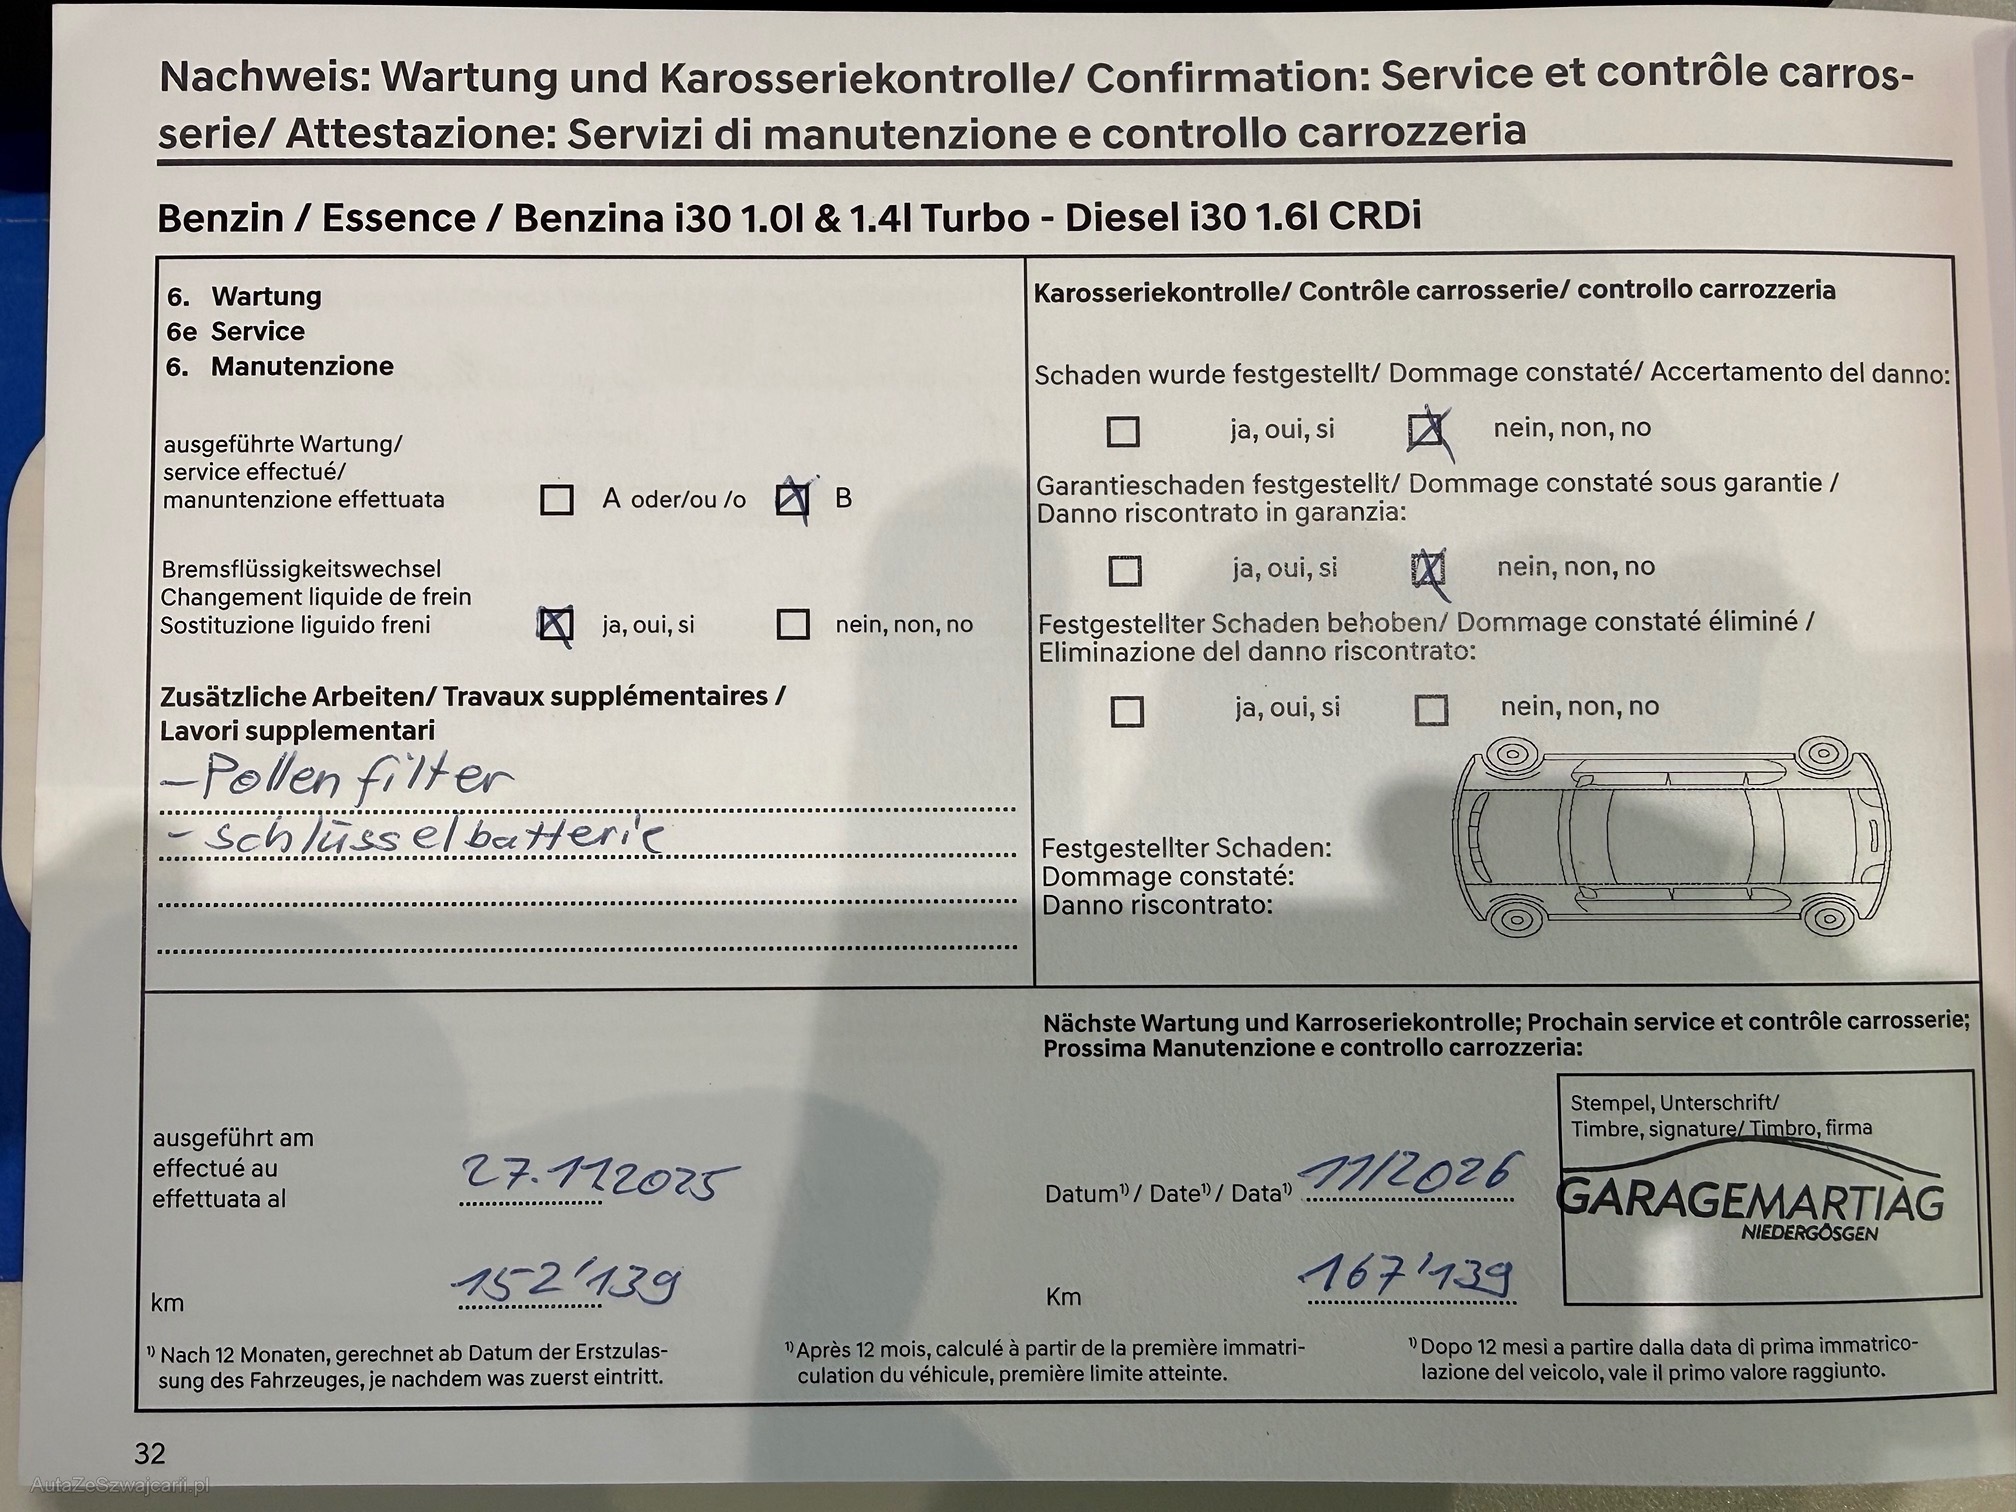 Nachweis: Wartung und Karosseriekontrolle/ Confirmation: Service et contrôle carros-
serie/ Attestazione: Servizi di manutenzione e controllo carrozzeria
Benzin / Essence / Benzina i30 1.0l & 1.4l Turbo - Diesel i30 1.6l CRDi
6. Wartung
6e Service
6. Manutenzione
ausgeführte Wartung/
service effectué/
manuntenzione effettuata A oder/ou /o B
Bremsflüssigkeitswechsel
Changement liquide de frein
Sostituzione liguido freni ja, oui, si nein, non, no
Zusätzliche Arbeiten/ Travaux supplémentaires /
Lavori supplementari
- Pollenfilter
- Schlüsselbatterie
Karosseriekontrolle/ Contrôle carrosserie/ controllo carrozzeria
Schaden wurde festgestellt/ Dommage constaté/ Accertamento del danno:
ja, oui, si nein, non, no
Garantieschaden festgestellt/ Dommage constaté sous garantie /
Danno riscontrato in garanzia:
ja, oui, si nein, non, no
Festgestellter Schaden behoben/ Dommage constaté éliminé /
Eliminazione del danno riscontrato:
ja, oui, si nein, non, no
Festgestellter Schaden:
Dommage constaté:
Danno riscontrato:
ausgeführt am
effectué au
effettuata al 27.11.2025
km 152'139
Nächste Wartung und Karroseriekontrolle; Prochain service et contrôle carrosserie;
Prossima Manutenzione e controllo carrozzeria:
Datum¹⁾ / Date¹⁾ / Data¹⁾ 11/2026
Km 167'139
Stempel, Unterschrift/
Timbre, signature/ Timbro, firma
GARAGEMARTIAG
NIEDERGÖSGEN
¹⁾ Nach 12 Monaten, gerechnet ab Datum der Erstzulas-
sung des Fahrzeuges, je nachdem was zuerst eintritt.
¹⁾ Après 12 mois, calculé à partir de la première immatri-
culation du véhicule, première limite atteinte.
¹⁾ Dopo 12 mesi a partire dalla data di prima immatrico-
lazione del veicolo, vale il primo valore raggiunto.
32
AutaZeSzwajcarii.pl